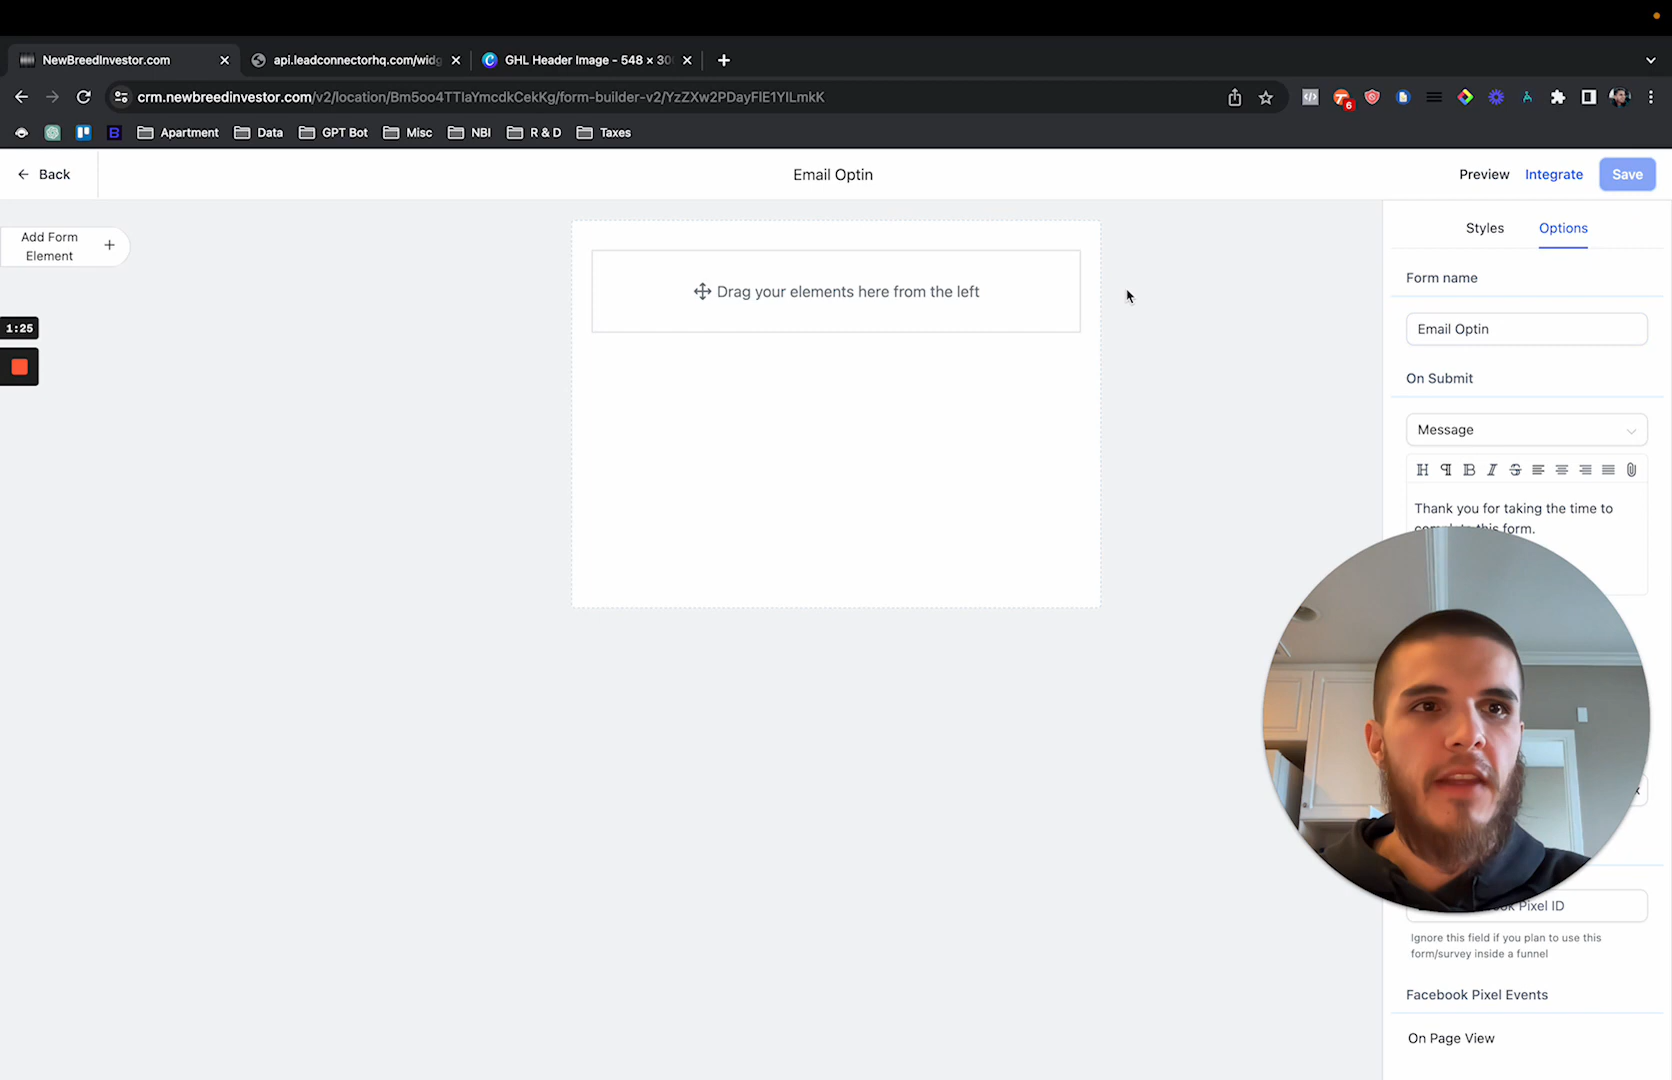 NewBreedInvestor.com
api.leadconnectorhq.com/widg
GHL Header Image - 548 × 30
crm.newbreedinvestor.com/v2/location/Bm5oo4TTlaYmcdkCekKg/form-builder-v2/YzZXw2PDayFlE1YlLmkK
6
B
Apartment
Data
GPT Bot
Misc
NBI
R & D
Taxes
Back
Email Optin
Preview
Integrate
Save
Add Form
Element
Styles
Options
Form name
Drag your elements here from the left
1:25
Email Optin
On Submit
Message
Thank you for taking the time to
this form.
Pixel ID
Ignore this field if you plan to use this
form/survey inside a funnel
Facebook Pixel Events
On Page View